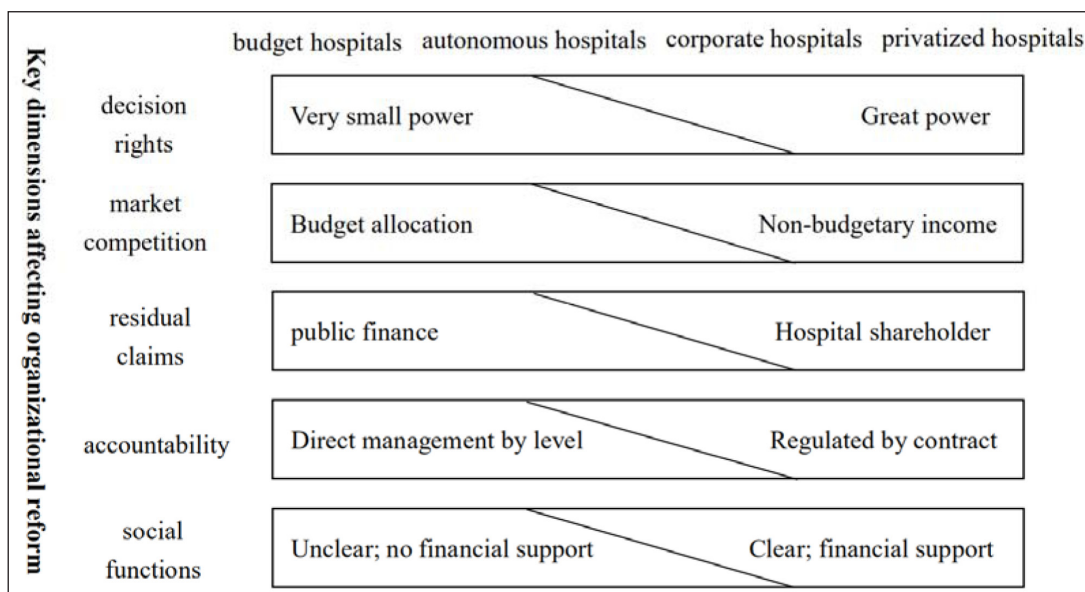 Key dimensions affecting organizational reform
budget hospitals autonomous hospitals corporate hospitals privatized hospitals
decision
rights
Very small power Great power
market
competition
Budget allocation Non-budgetary income
residual
claims
public finance Hospital shareholder
accountability
Direct management by level Regulated by contract
social
functions
Unclear; no financial support Clear; financial support